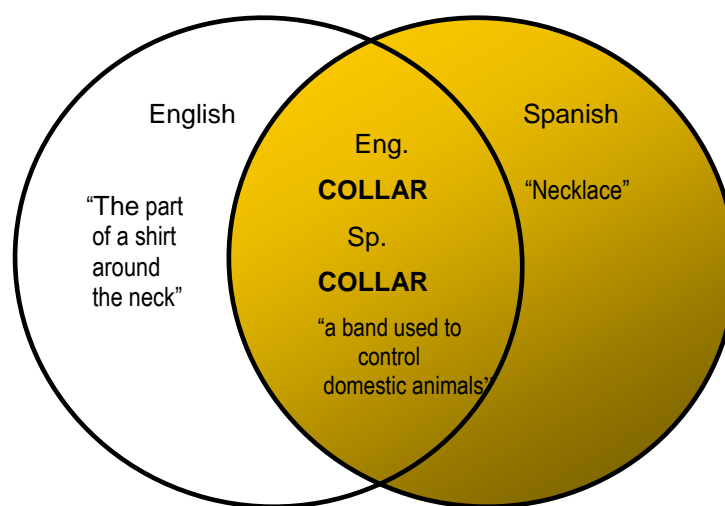 English
“The part
of a shirt
around
the neck”
Eng.
COLLAR
Sp.
COLLAR
“a band used to
control
domestic animals”
Spanish
“Necklace”